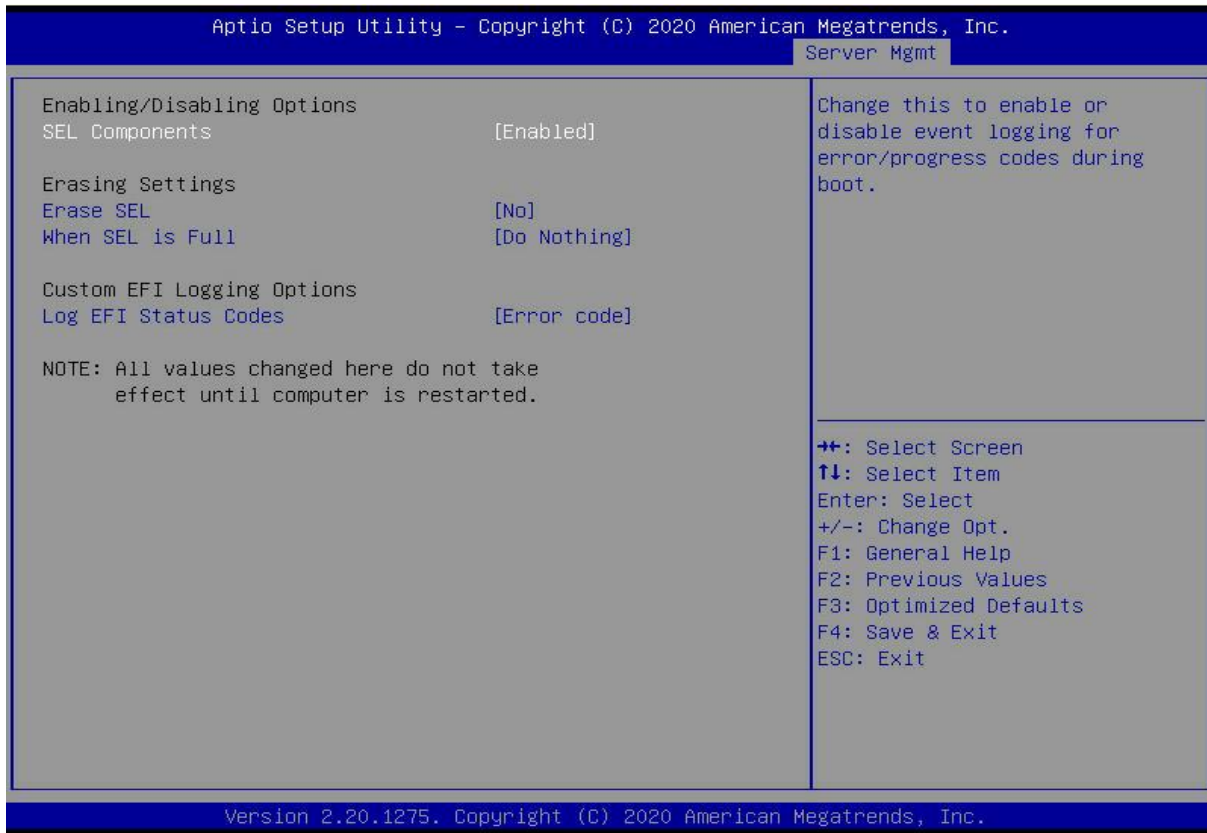 Aptio Setup Utility – Copyright (C) 2020 American Megatrends, Inc.
Server Mgmt
Enabling/Disabling Options
SEL Components [Enabled]
Erasing Settings
Erase SEL [No]
When SEL is Full [Do Nothing]
Custom EFI Logging Options
Log EFI Status Codes [Error code]
NOTE: All values changed here do not take
effect until computer is restarted.
Change this to enable or
disable event logging for
error/progress codes during
boot.
→←: Select Screen
↑↓: Select Item
Enter: Select
+/-: Change Opt.
F1: General Help
F2: Previous Values
F3: Optimized Defaults
F4: Save & Exit
ESC: Exit
Version 2.20.1275. Copyright (C) 2020 American Megatrends, Inc.